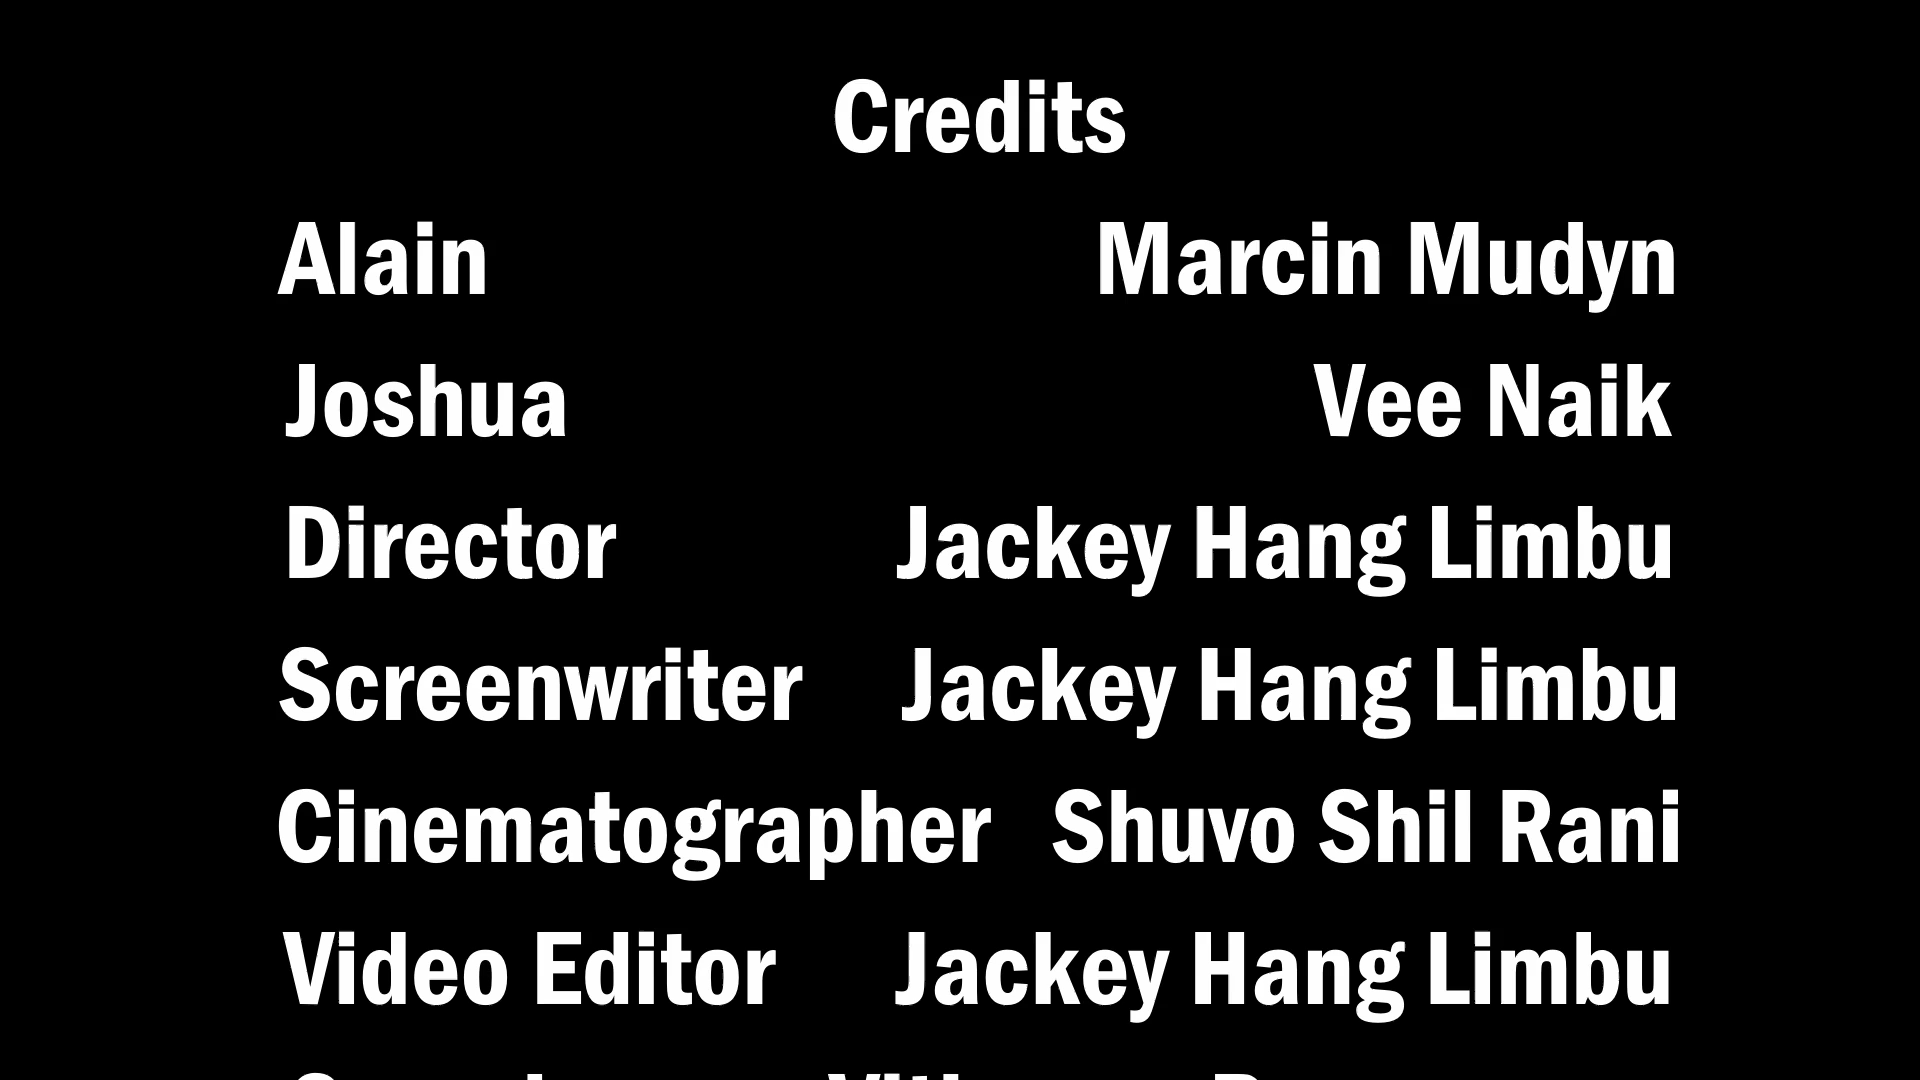 Credits
Alain Marcin Mudyn
Joshua Vee Naik
Director Jackey Hang Limbu
Screenwriter Jackey Hang Limbu
Cinematographer Shuvo Shil Rani
Video Editor Jackey Hang Limbu